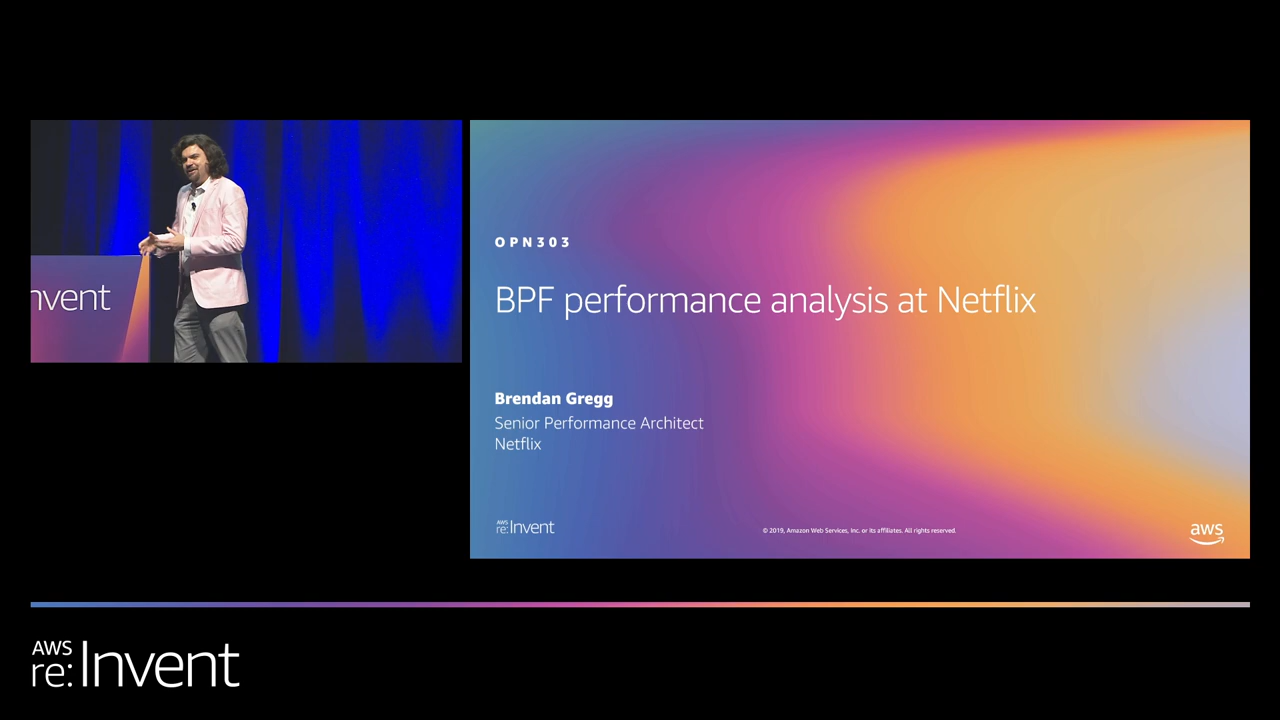 nvent
OPN303
BPF performance analysis at Netflix
Brendan Gregg
Senior Performance Architect
Netflix
AWS
re:Invent
© 2019, Amazon Web Services, Inc. or its affiliates. All rights reserved.
aws
AWS
re:Invent